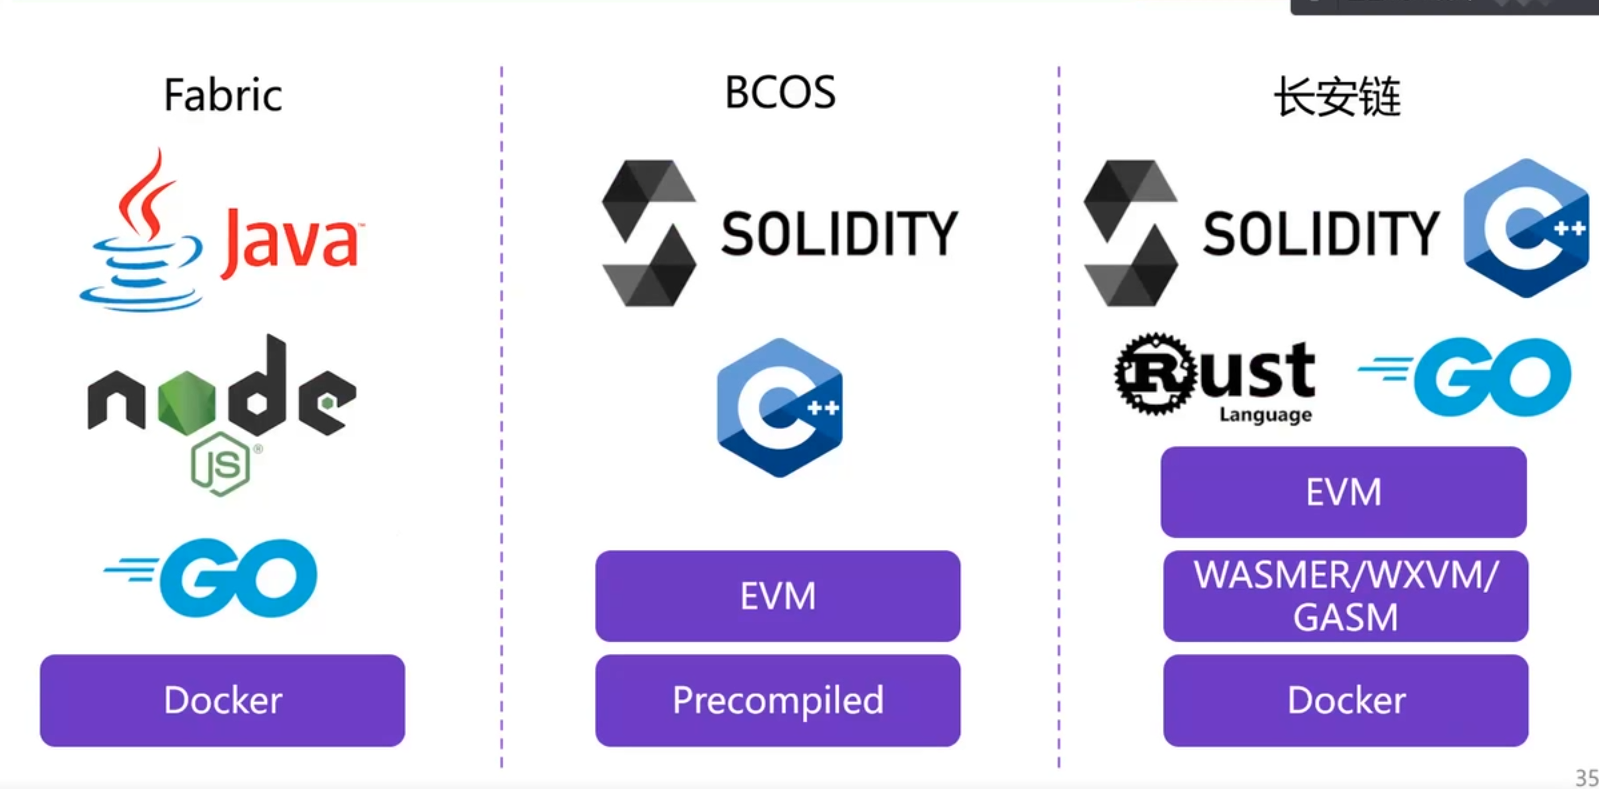 Fabric
Java™
node
JS®
GO
Docker
BCOS
SOLIDITY
C++
EVM
Precompiled
长安链
SOLIDITY
C++
Rust
Language
GO
EVM
WASMER/WXVM/
GASM
Docker
35